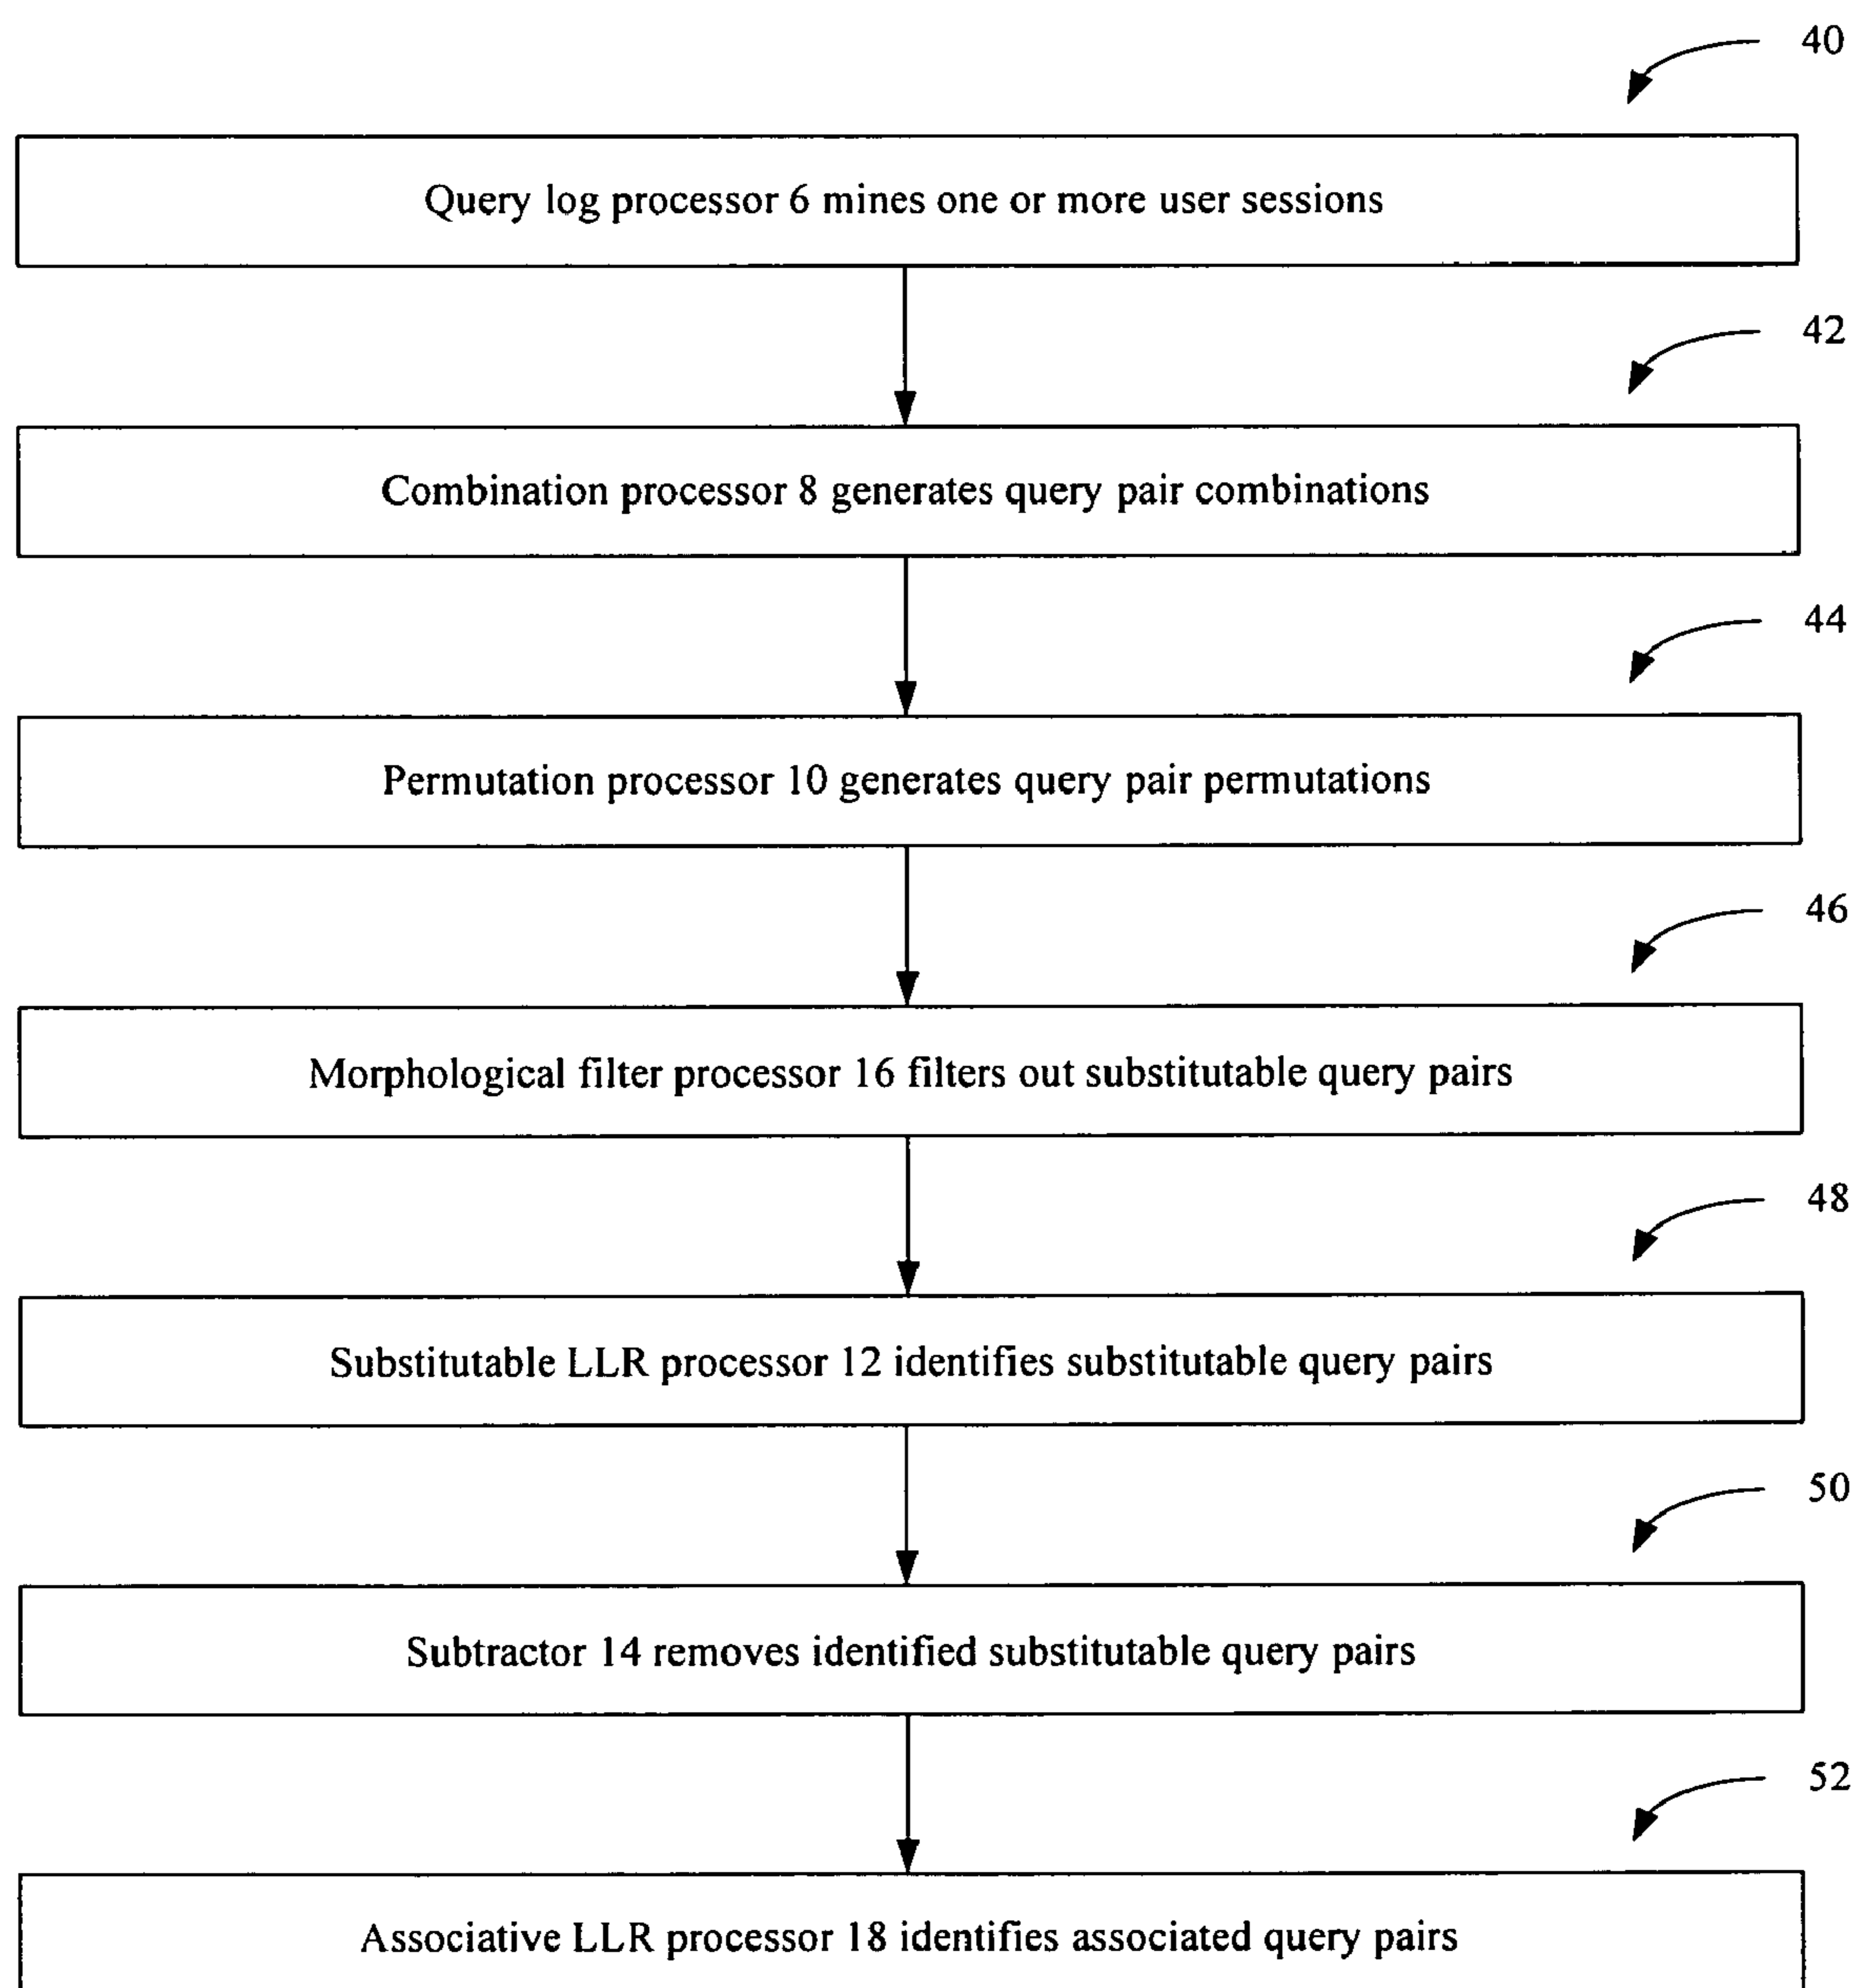 40
Query log processor 6 mines one or more user sessions
42
Combination processor 8 generates query pair combinations
44
Permutation processor 10 generates query pair permutations
46
Morphological filter processor 16 filters out substitutable query pairs
48
Substitutable LLR processor 12 identifies substitutable query pairs
50
Subtractor 14 removes identified substitutable query pairs
52
Associative LLR processor 18 identifies associated query pairs